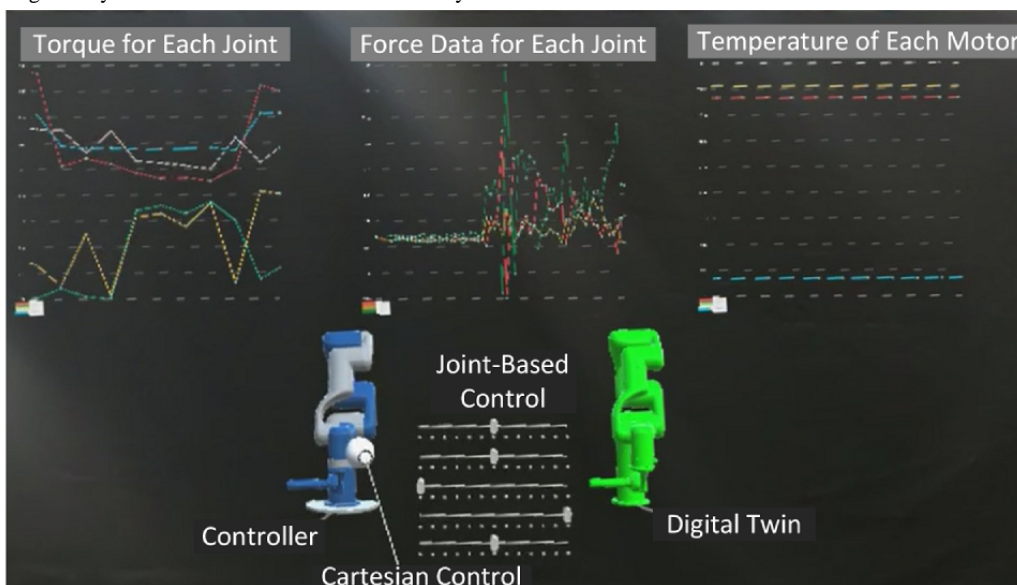 Torque for Each Joint
Force Data for Each Joint
Temperature of Each Motor
Joint-Based
Control
Controller
Digital Twin
Cartesian Control